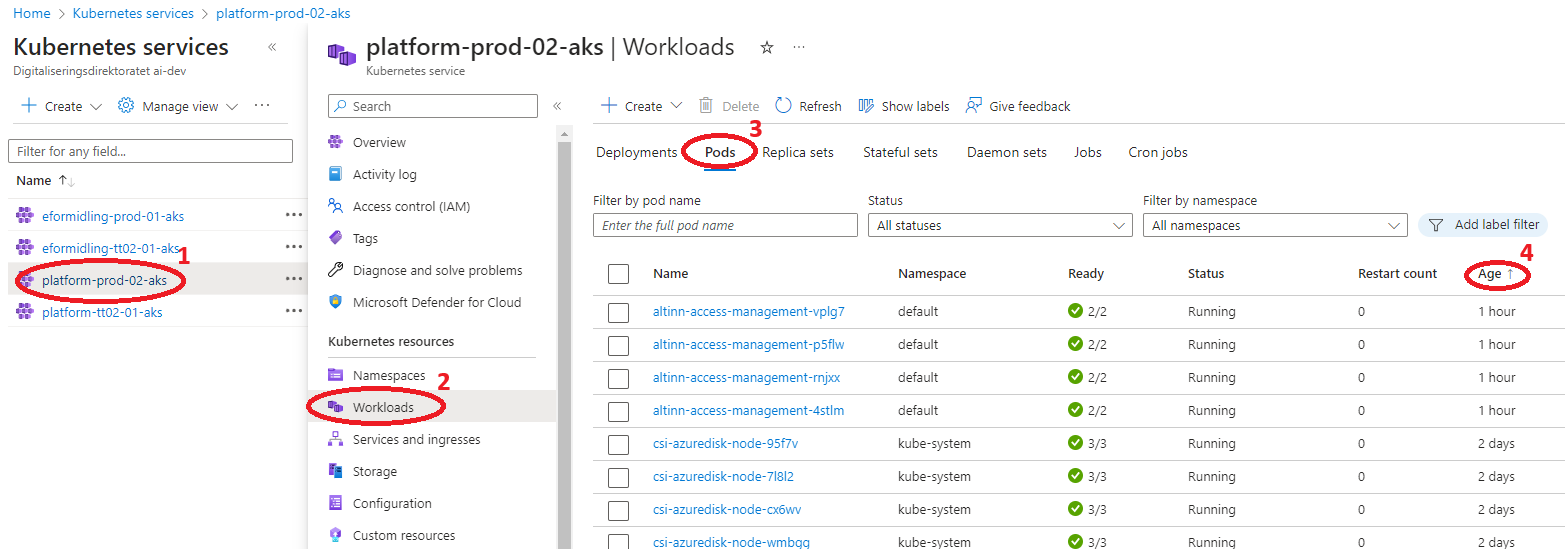 Home > Kubernetes services > platform-prod-02-aks
Kubernetes services «
Digitaliseringsdirektoratet ai-dev
Create Manage view ...
Filter for any field...
Name ↑↓
eformidling-prod-01-aks ...
eformidling-tt02-01-aks ...
1
platform-prod-02-aks ...
platform-tt02-01-aks ...
platform-prod-02-aks | Workloads ...
Kubernetes service
Search «
Overview
Activity log
Access control (IAM)
Tags
Diagnose and solve problems
Microsoft Defender for Cloud
Kubernetes resources
Namespaces
2
Workloads
Services and ingresses
Storage
Configuration
Custom resources
Create Delete Refresh Show labels Give feedback
3
Deployments Pods Replica sets Stateful sets Daemon sets Jobs Cron jobs
Filter by pod name Status Filter by namespace
Enter the full pod name All statuses All namespaces Add label filter
4
Name Namespace Ready Status Restart count Age ↑
altinn-access-management-vplg7 default 2/2 Running 0 1 hour
altinn-access-management-p5flw default 2/2 Running 0 1 hour
altinn-access-management-rnjxx default 2/2 Running 0 1 hour
altinn-access-management-4stlm default 2/2 Running 0 1 hour
csi-azuredisk-node-95f7v kube-system 3/3 Running 0 2 days
csi-azuredisk-node-7l8l2 kube-system 3/3 Running 0 2 days
csi-azuredisk-node-cx6wv kube-system 3/3 Running 0 2 days
csi-azuredisk-node-wmbgg kube-system 3/3 Running 0 2 days